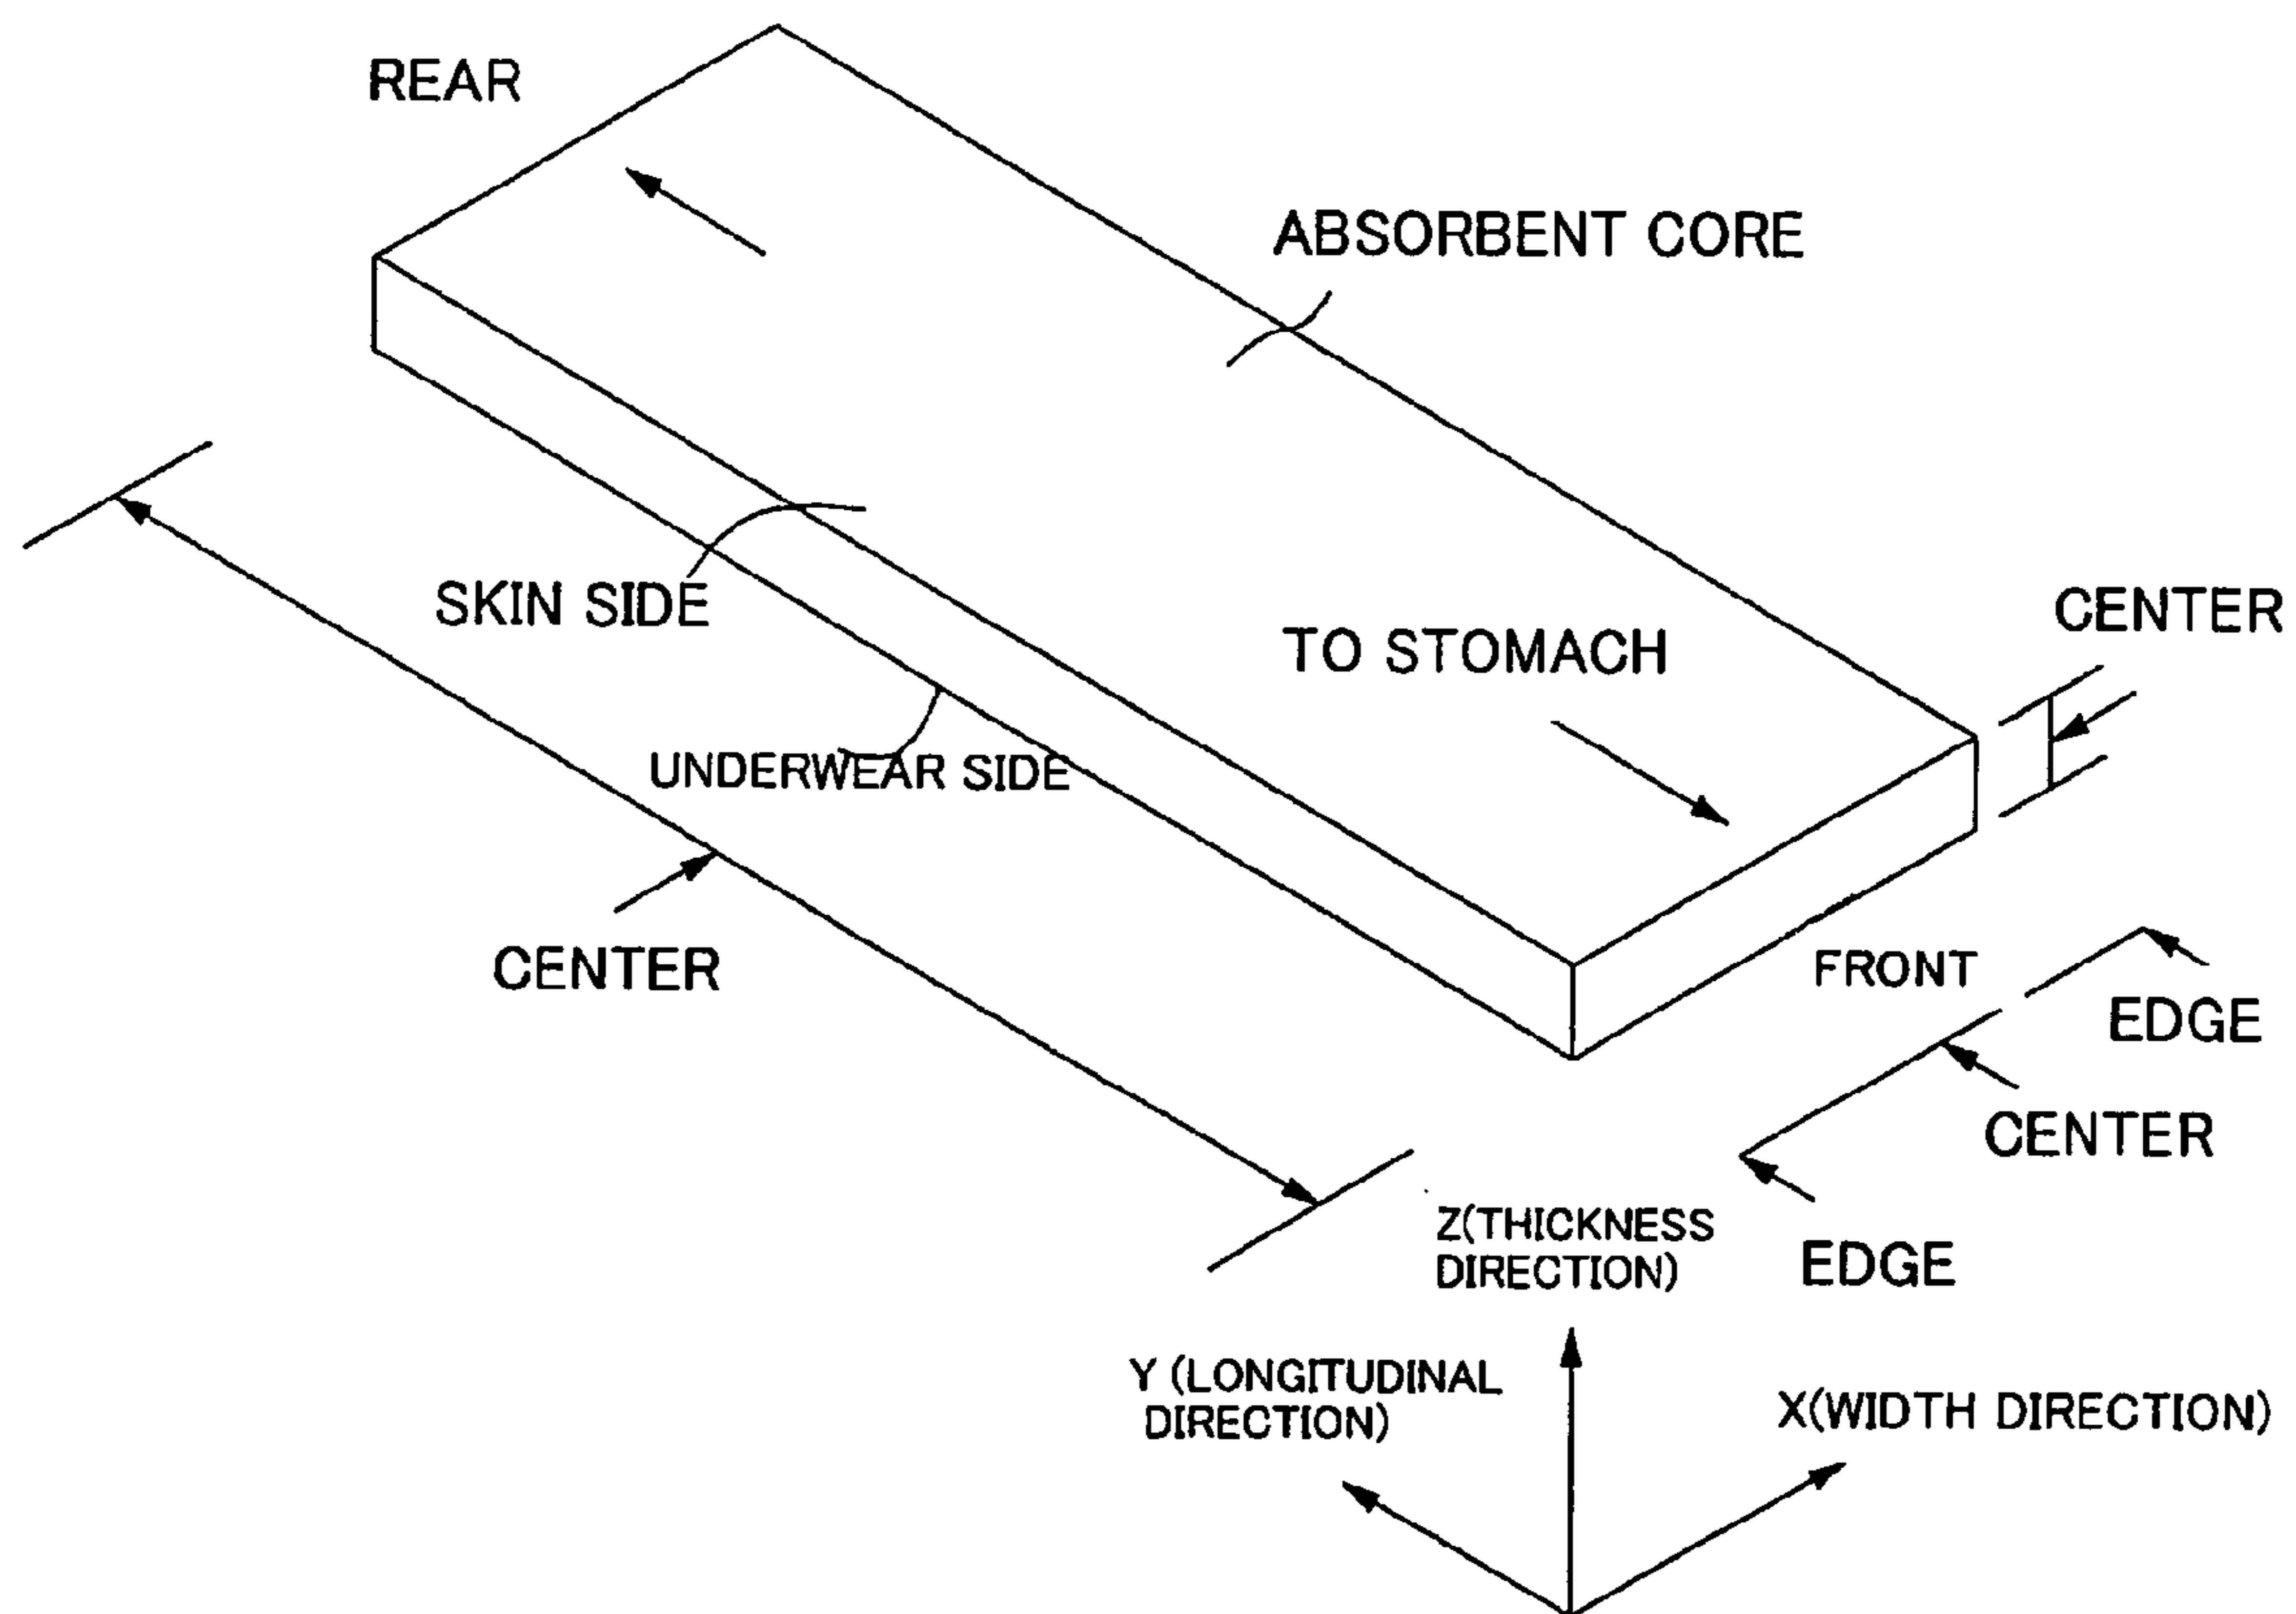 REAR
ABSORBENT CORE
SKIN SIDE
CENTER
TO STOMACH
UNDERWEAR SIDE
CENTER
FRONT
EDGE
CENTER
Z(THICKNESS
DIRECTION)
EDGE
Y (LONGITUDINAL
DIRECTION)
X(WIDTH DIRECTION)